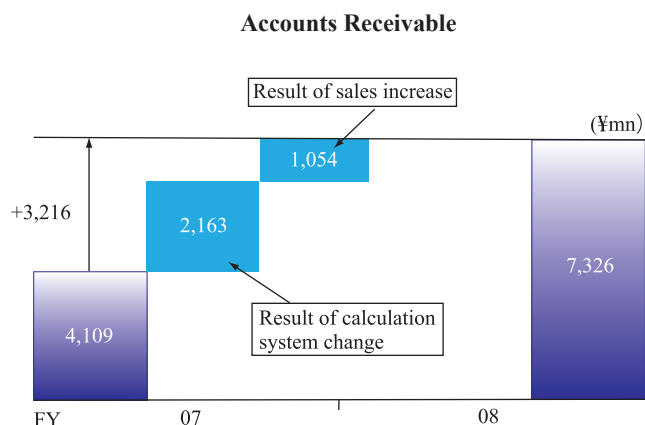 Accounts Receivable
Result of sales increase
(¥mn)
1,054
+3,216
2,163
7,326
Result of calculation
system change
4,109
FY 07 08